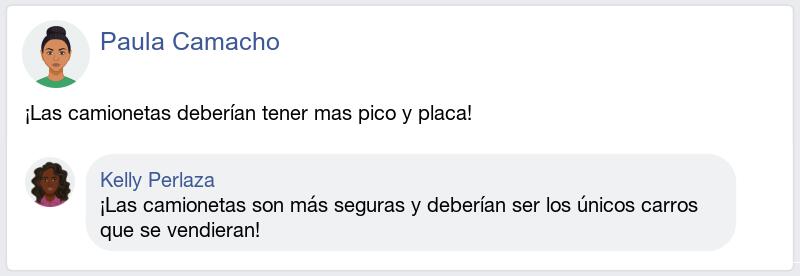 Paula Camacho
¡Las camionetas deberían tener mas pico y placa!
Kelly Perlaza
¡Las camionetas son más seguras y deberían ser los únicos carros
que se vendieran!